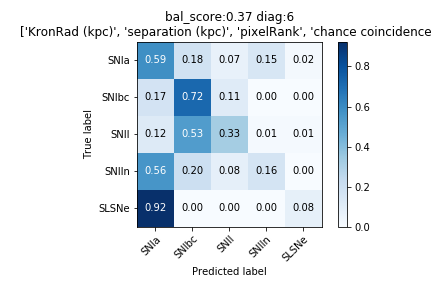 bal_score:0.37 diag:6
['KronRad (kpc)', 'separation (kpc)', 'pixelRank', 'chance coincidence
SNIa 0.59 0.18 0.07 0.15 0.02
SNIbc 0.17 0.72 0.11 0.00 0.00
SNII 0.12 0.53 0.33 0.01 0.01
SNIIn 0.56 0.20 0.08 0.16 0.00
SLSNe 0.92 0.00 0.00 0.00 0.08
True label
SNIa SNIbc SNII SNIIn SLSNe
Predicted label
0.8
0.6
0.4
0.2
0.0